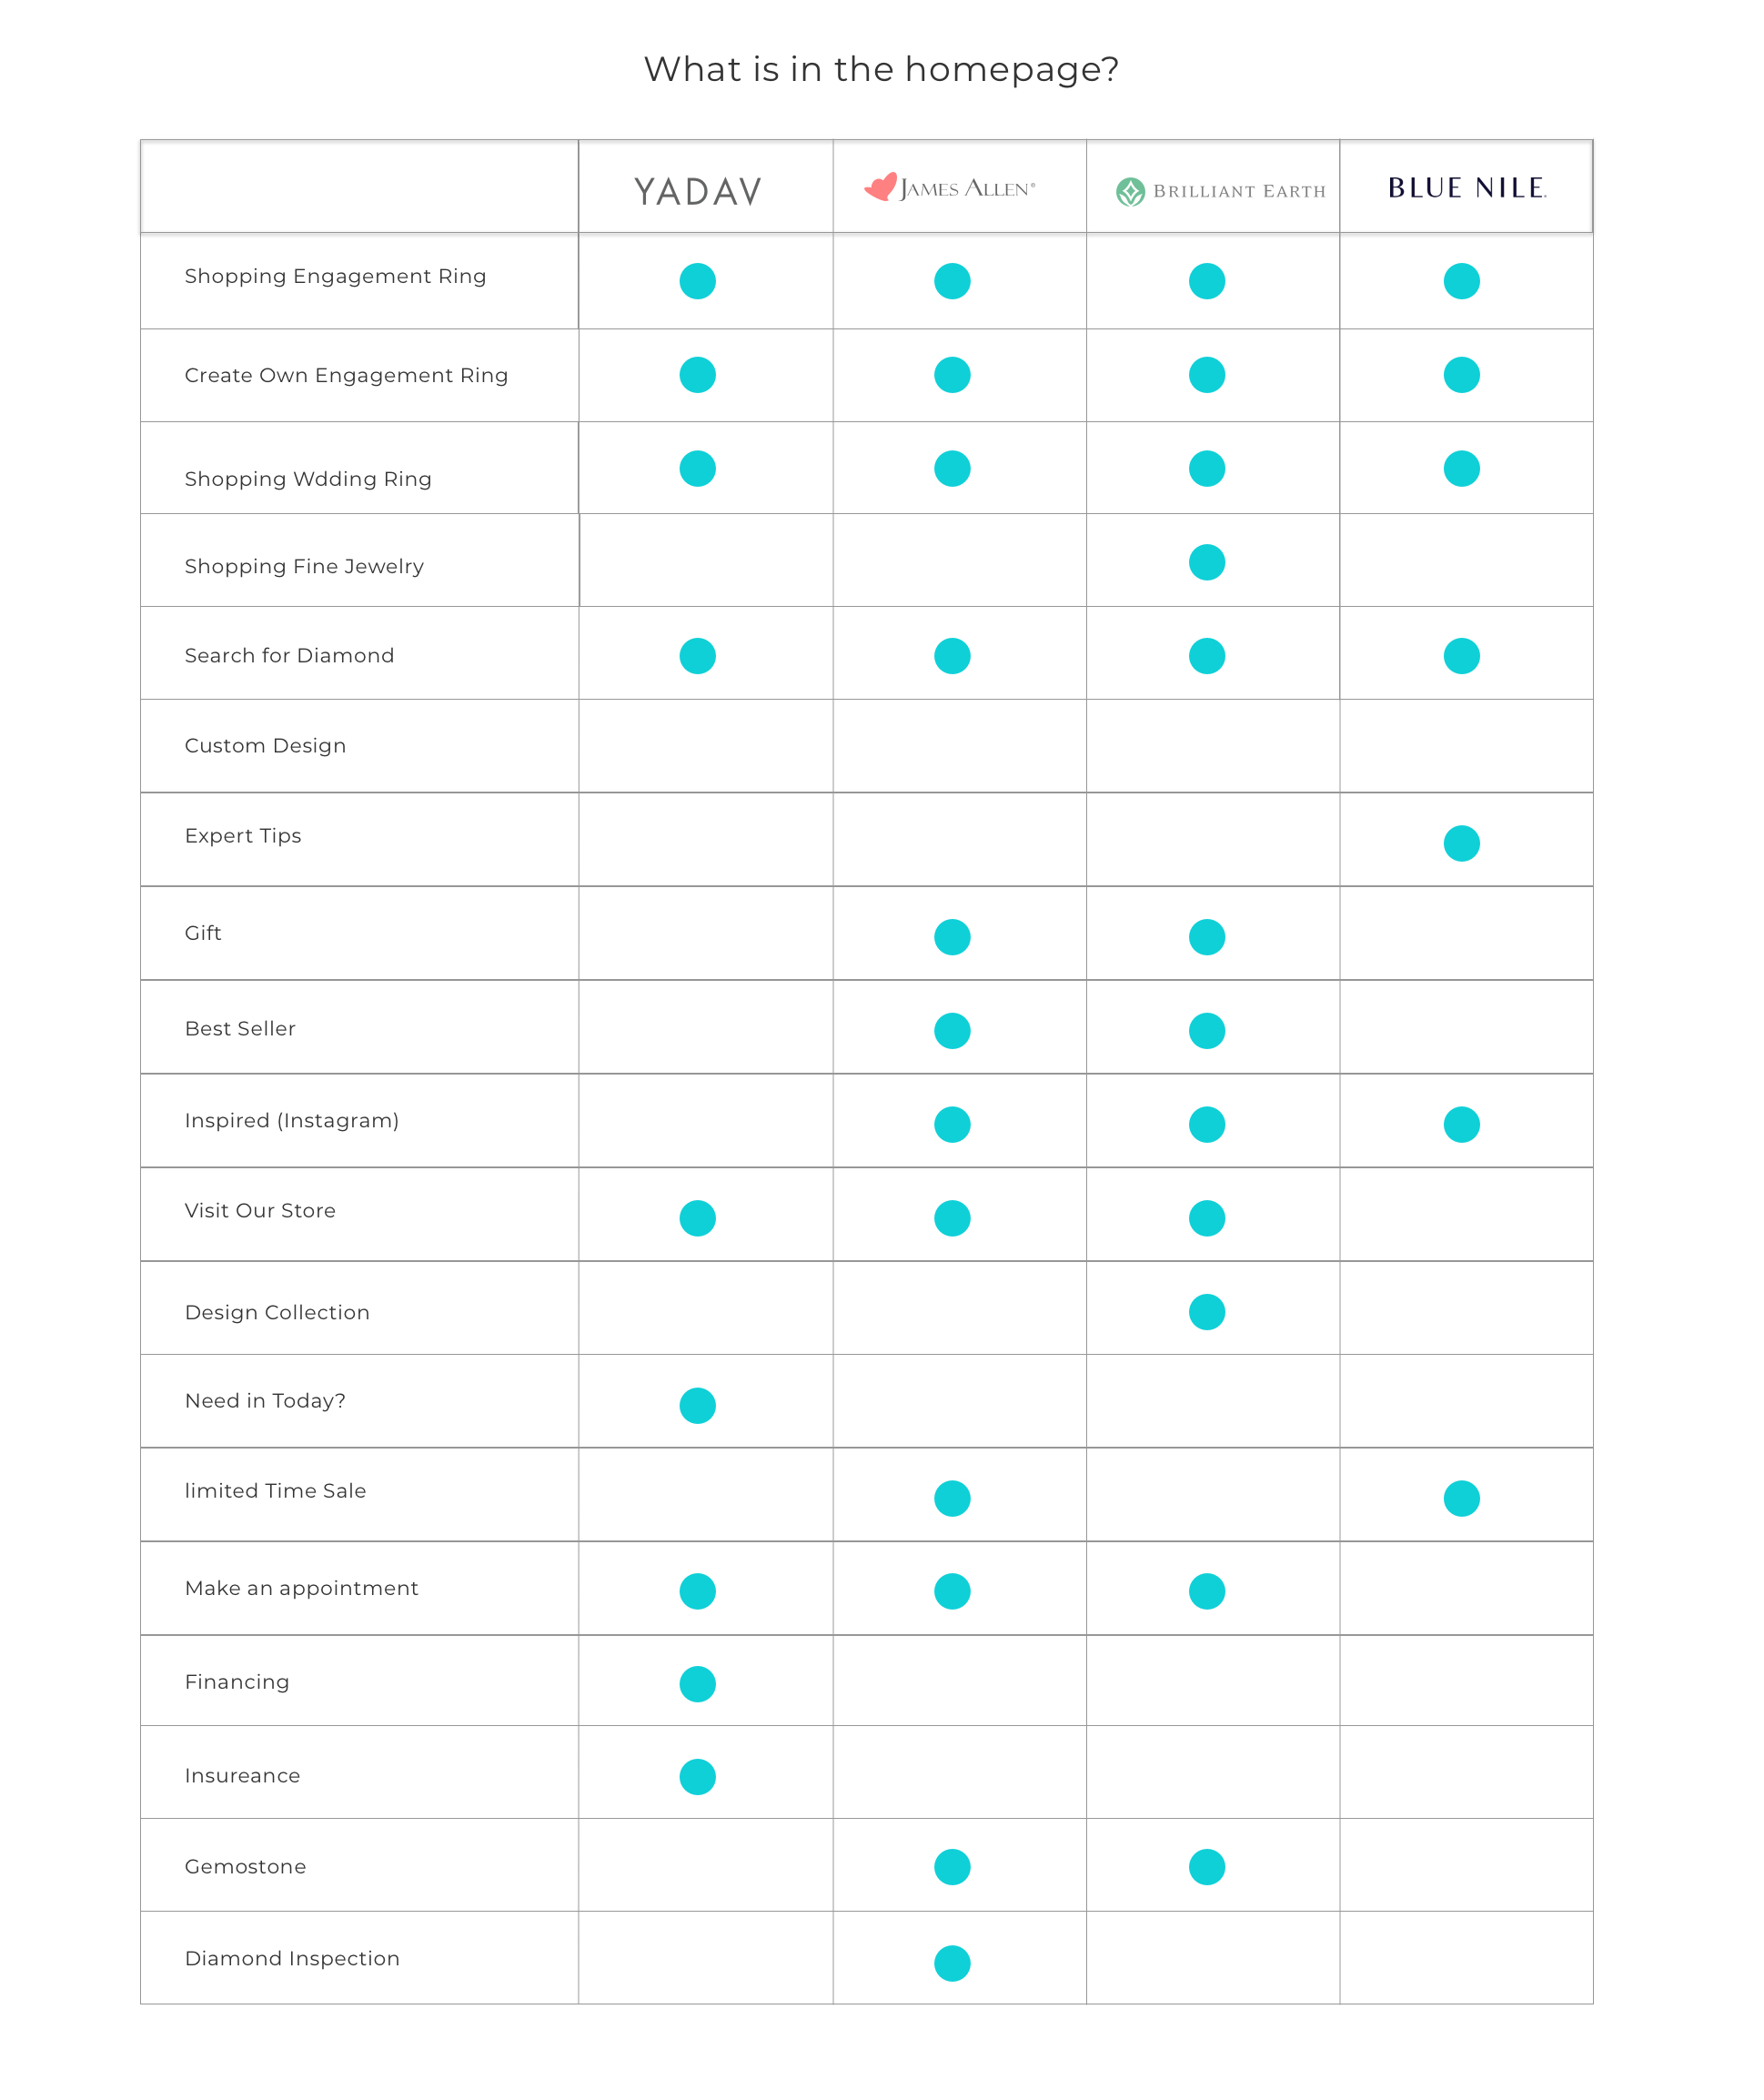 What is in the homepage?
YADAV
JAMES ALLEN®
BRILLIANT EARTH
BLUE NILE.
Shopping Engagement Ring
Create Own Engagement Ring
Shopping Wdding Ring
Shopping Fine Jewelry
Search for Diamond
Custom Design
Expert Tips
Gift
Best Seller
Inspired (Instagram)
Visit Our Store
Design Collection
Need in Today?
limited Time Sale
Make an appointment
Financing
Insureance
Gemostone
Diamond Inspection